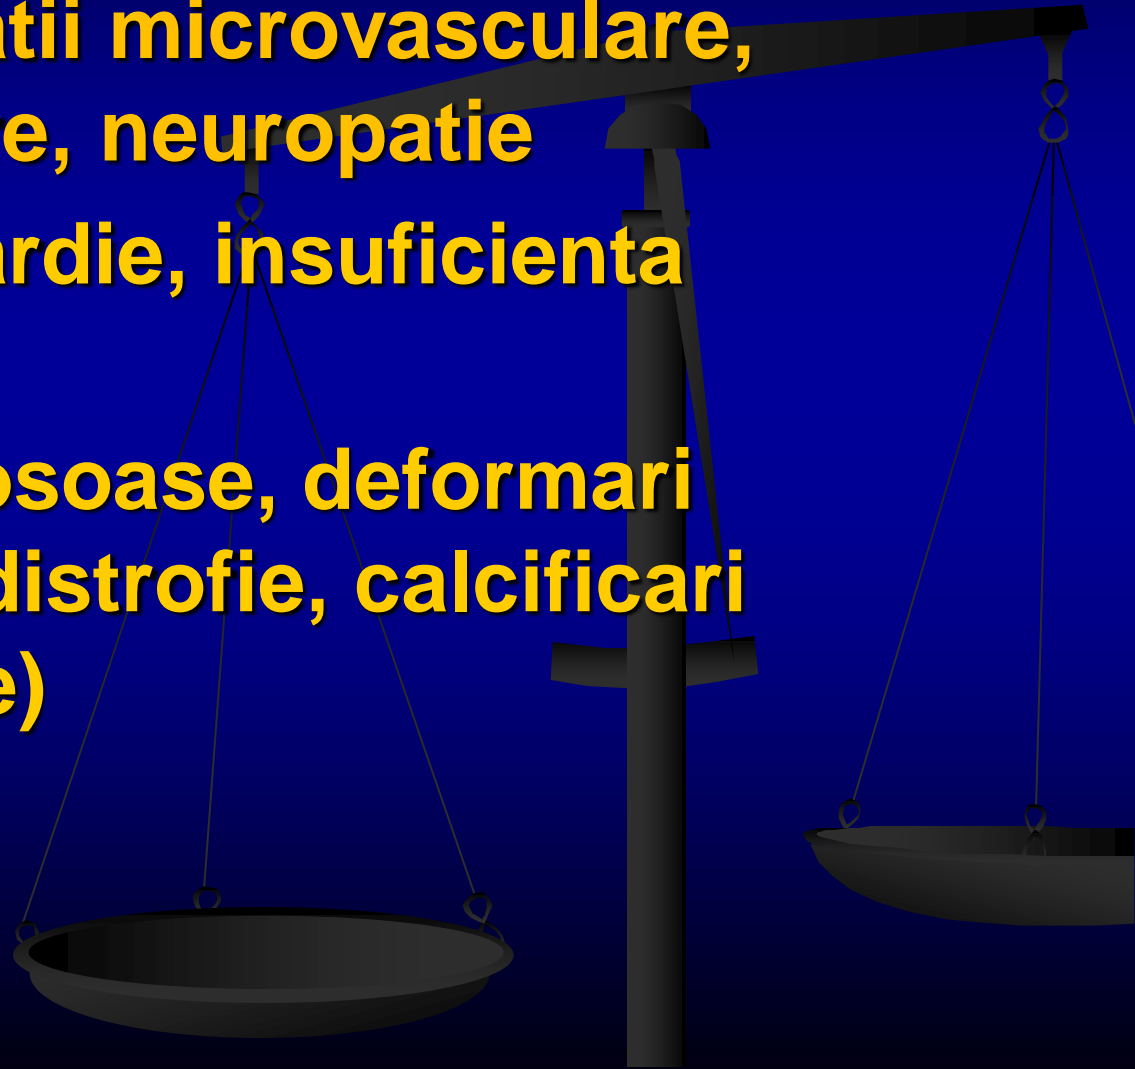 atii microvasculare,
e, neuropatie
ardie, insuficienta
osoase, deformari
distrofie, calcificari
e)